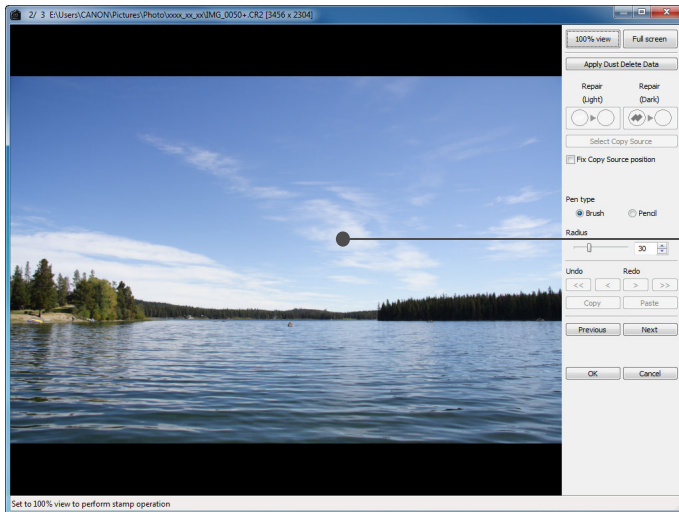 2/ 3 E:\Users\CANON\Pictures\Photo\xxxx_xx_xx\IMG_0050+.CR2 [3456 x 2304]
100% view Full screen
Apply Dust Delete Data
Repair Repair
(Light) (Dark)
Select Copy Source
Fix Copy Source position
Pen type
Brush Pencil
Radius
30
Undo Redo
<< < > >>
Copy Paste
Previous Next
OK Cancel
Set to 100% view to perform stamp operation